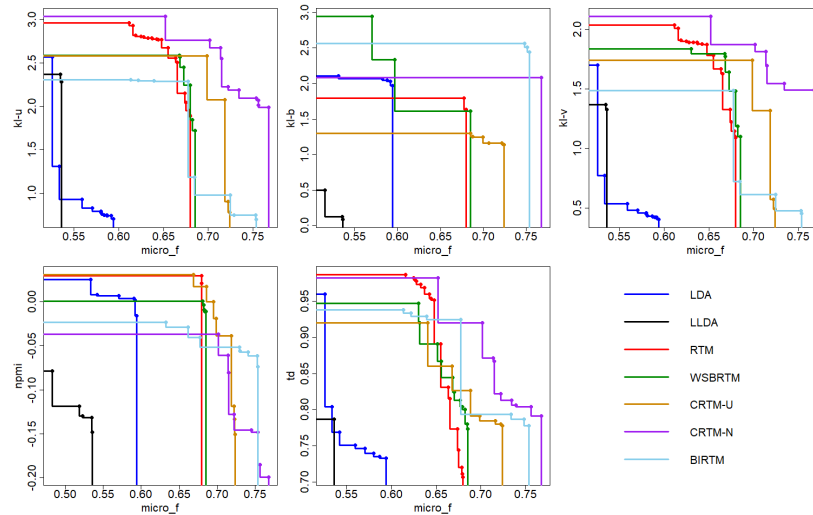 kl-u
3.0
2.5
2.0
1.5
1.0
0.55 0.60 0.65 0.70 0.75
micro_f
kl-b
3.0
2.5
2.0
1.5
1.0
0.5
0.0
0.55 0.60 0.65 0.70 0.75
micro_f
kl-v
2.0
1.5
1.0
0.5
0.55 0.60 0.65 0.70 0.75
micro_f
npmi
0.00
-0.05
-0.10
-0.15
-0.20
0.50 0.55 0.60 0.65 0.70 0.75
micro_f
td
0.95
0.90
0.85
0.80
0.75
0.70
0.55 0.60 0.65 0.70 0.75
micro_f
LDA
LLDA
RTM
WSBRTM
CRTM-U
CRTM-N
BIRTM